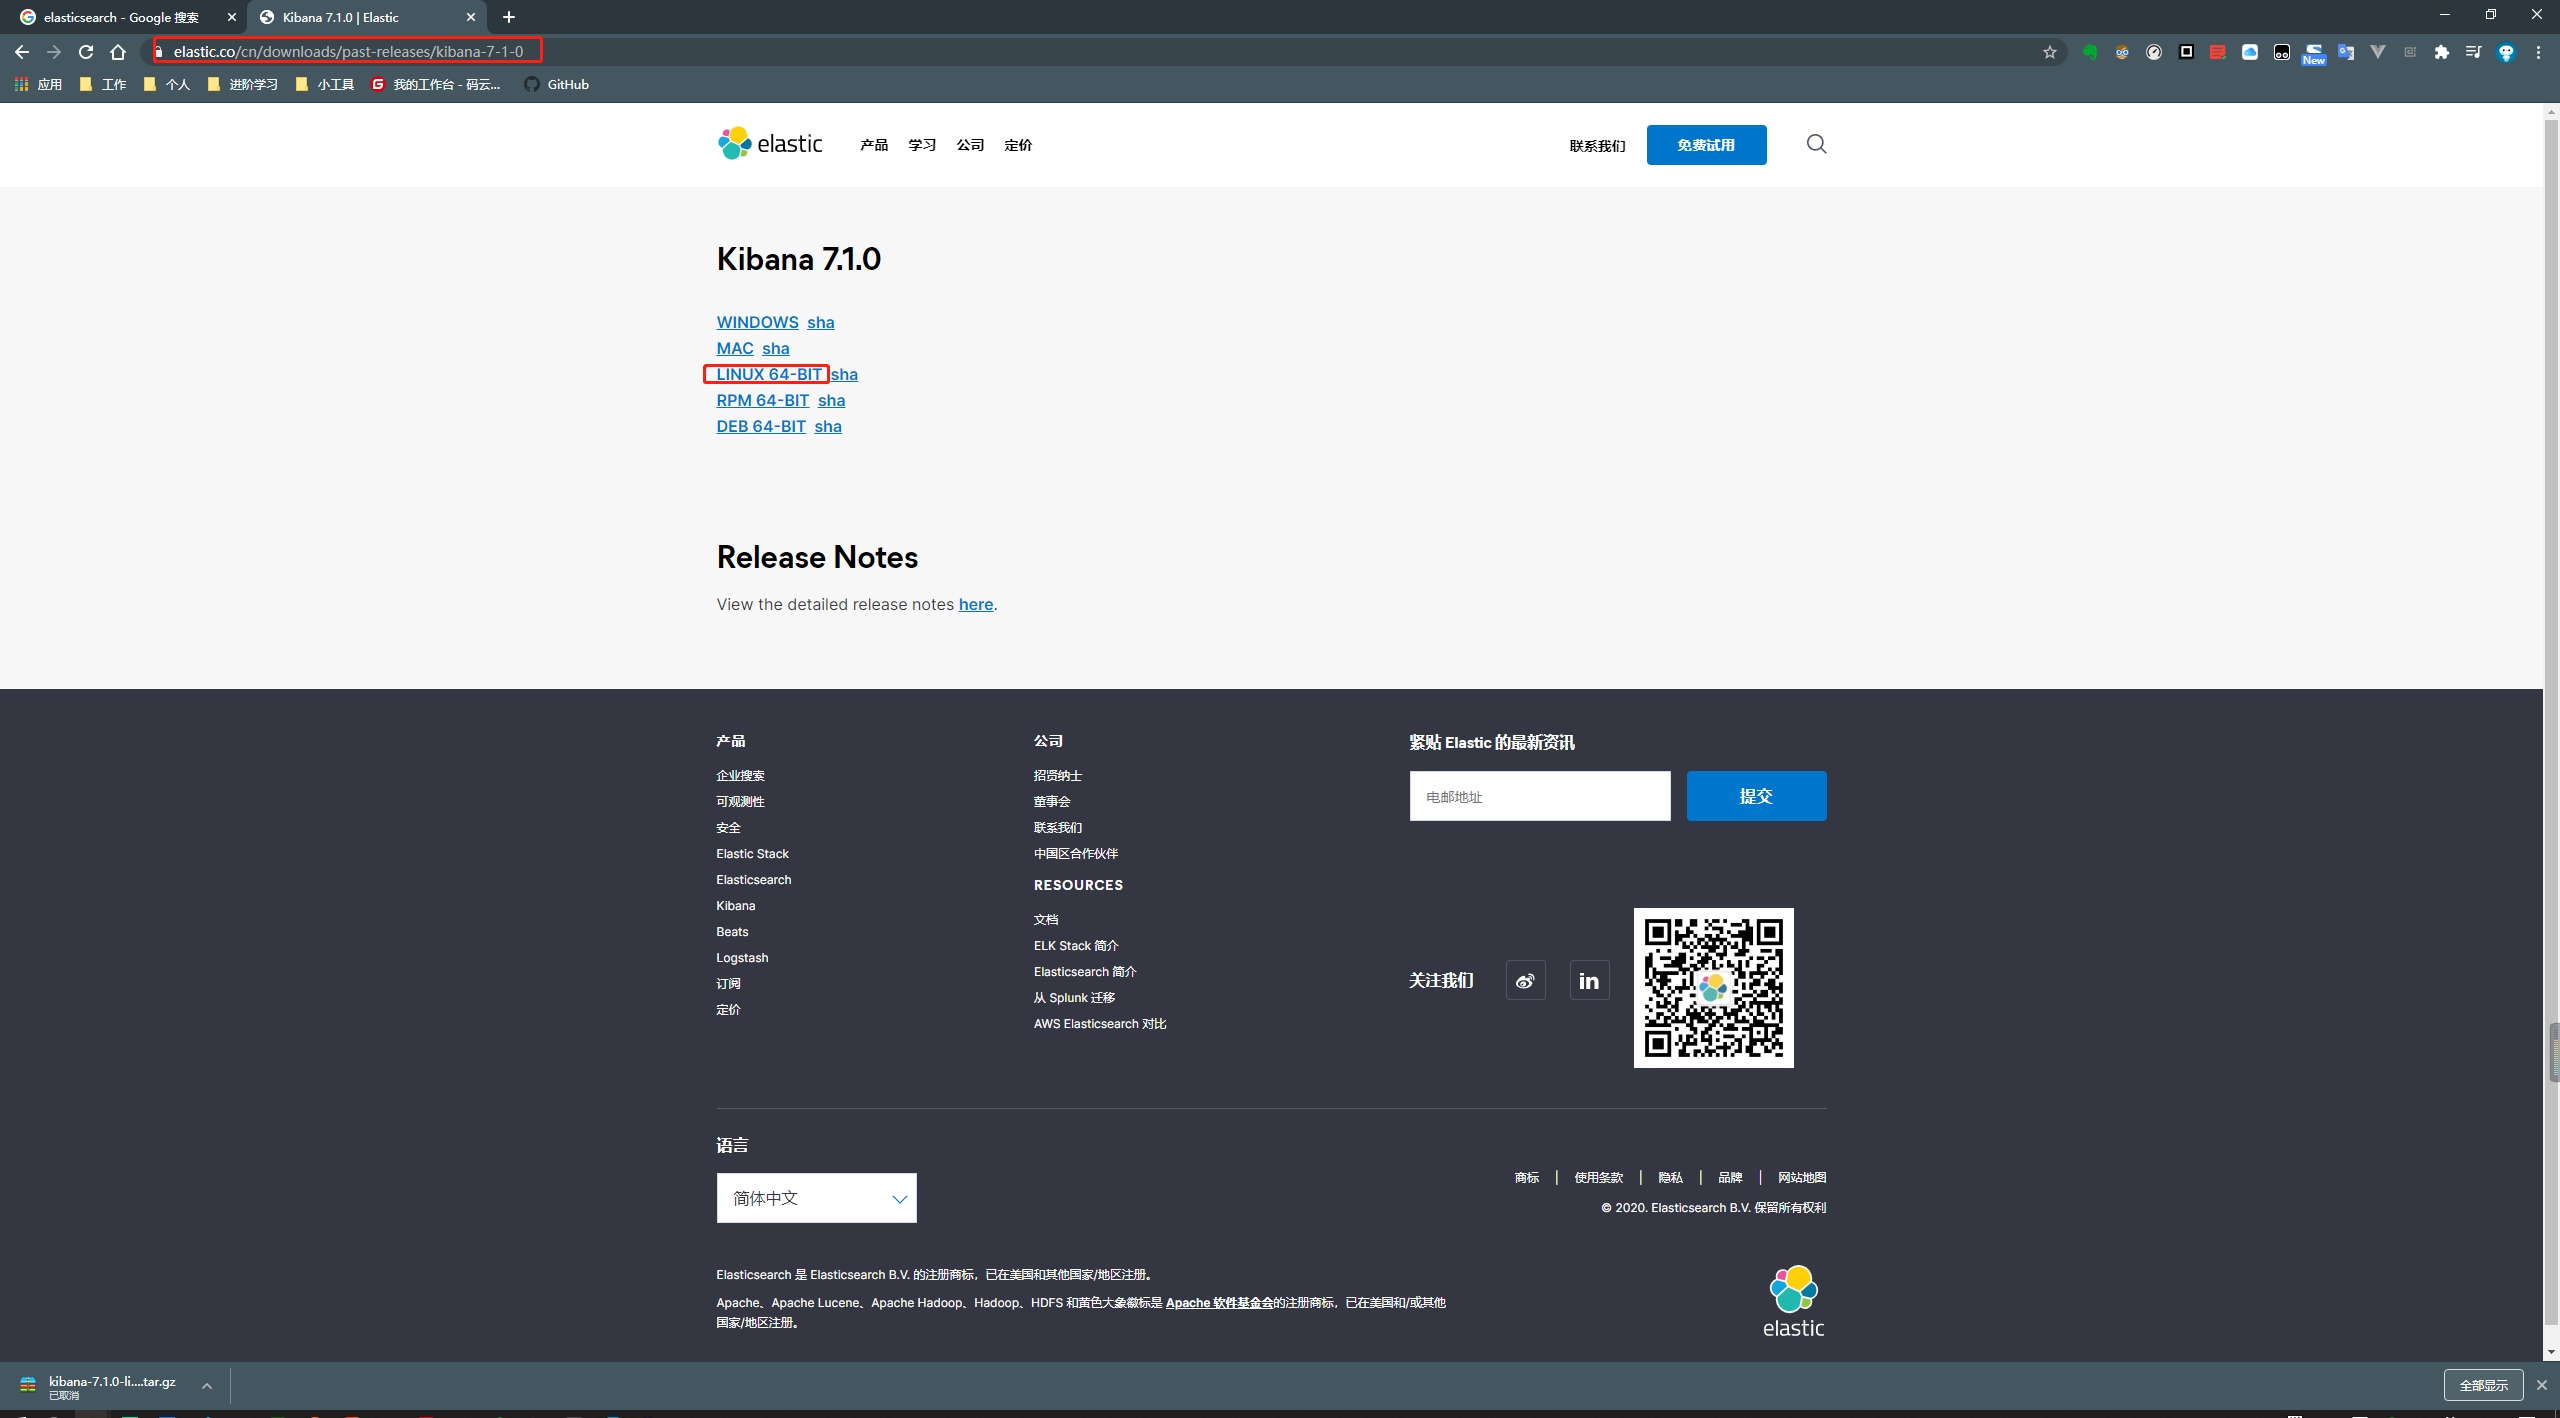 elasticsearch - Google 搜索
Kibana 7.1.0 | Elastic
elastic.co/cn/downloads/past-releases/kibana-7-1-0
New
应用 工作 个人 进阶学习 小工具 我的工作台 - 码云... GitHub
elastic 产品 学习 公司 定价 联系我们 免费试用
Kibana 7.1.0
WINDOWS sha
MAC sha
LINUX 64-BIT sha
RPM 64-BIT sha
DEB 64-BIT sha
Release Notes
View the detailed release notes here.
产品
企业搜索
可观测性
安全
Elastic Stack
Elasticsearch
Kibana
Beats
Logstash
订阅
定价
公司
招贤纳士
董事会
联系我们
中国区合作伙伴
RESOURCES
文档
ELK Stack 简介
Elasticsearch 简介
从 Splunk 迁移
AWS Elasticsearch 对比
紧贴 Elastic 的最新资讯
电邮地址 提交
关注我们 in
语言
简体中文
商标 | 使用条款 | 隐私 | 品牌 | 网站地图
© 2020. Elasticsearch B.V. 保留所有权利
Elasticsearch 是 Elasticsearch B.V. 的注册商标，已在美国和其他国家/地区注册。
Apache、Apache Lucene、Apache Hadoop、Hadoop、HDFS 和黄色大象徽标是 Apache 软件基金会的注册商标，已在美国和/或其他
国家/地区注册。
elastic
kibana-7.1.0-li....tar.gz
已取消
全部显示